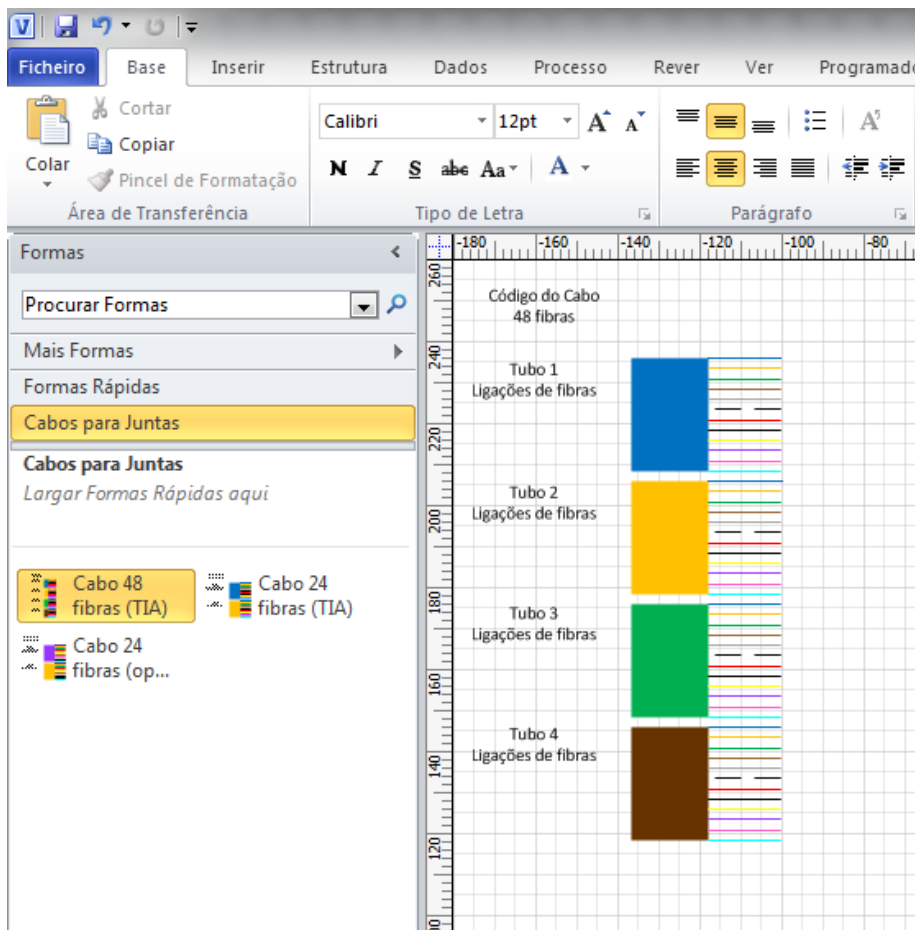 Ficheiro Base Inserir Estrutura Dados Processo Rever Ver Programad
Colar
Cortar
Copiar
Pincel de Formatação
Área de Transferência
Calibri 12pt A A
N I S abc Aa A
Tipo de Letra
Parágrafo
Formas
Procurar Formas
Mais Formas
Formas Rápidas
Cabos para Juntas
Cabos para Juntas
Largar Formas Rápidas aqui
Cabo 48
fibras (TIA)
Cabo 24
fibras (TIA)
Cabo 24
fibras (op...
-180 -160 -140 -120 -100 -80
260
240
220
200
180
160
140
120
Código do Cabo
48 fibras
Tubo 1
Ligações de fibras
Tubo 2
Ligações de fibras
Tubo 3
Ligações de fibras
Tubo 4
Ligações de fibras